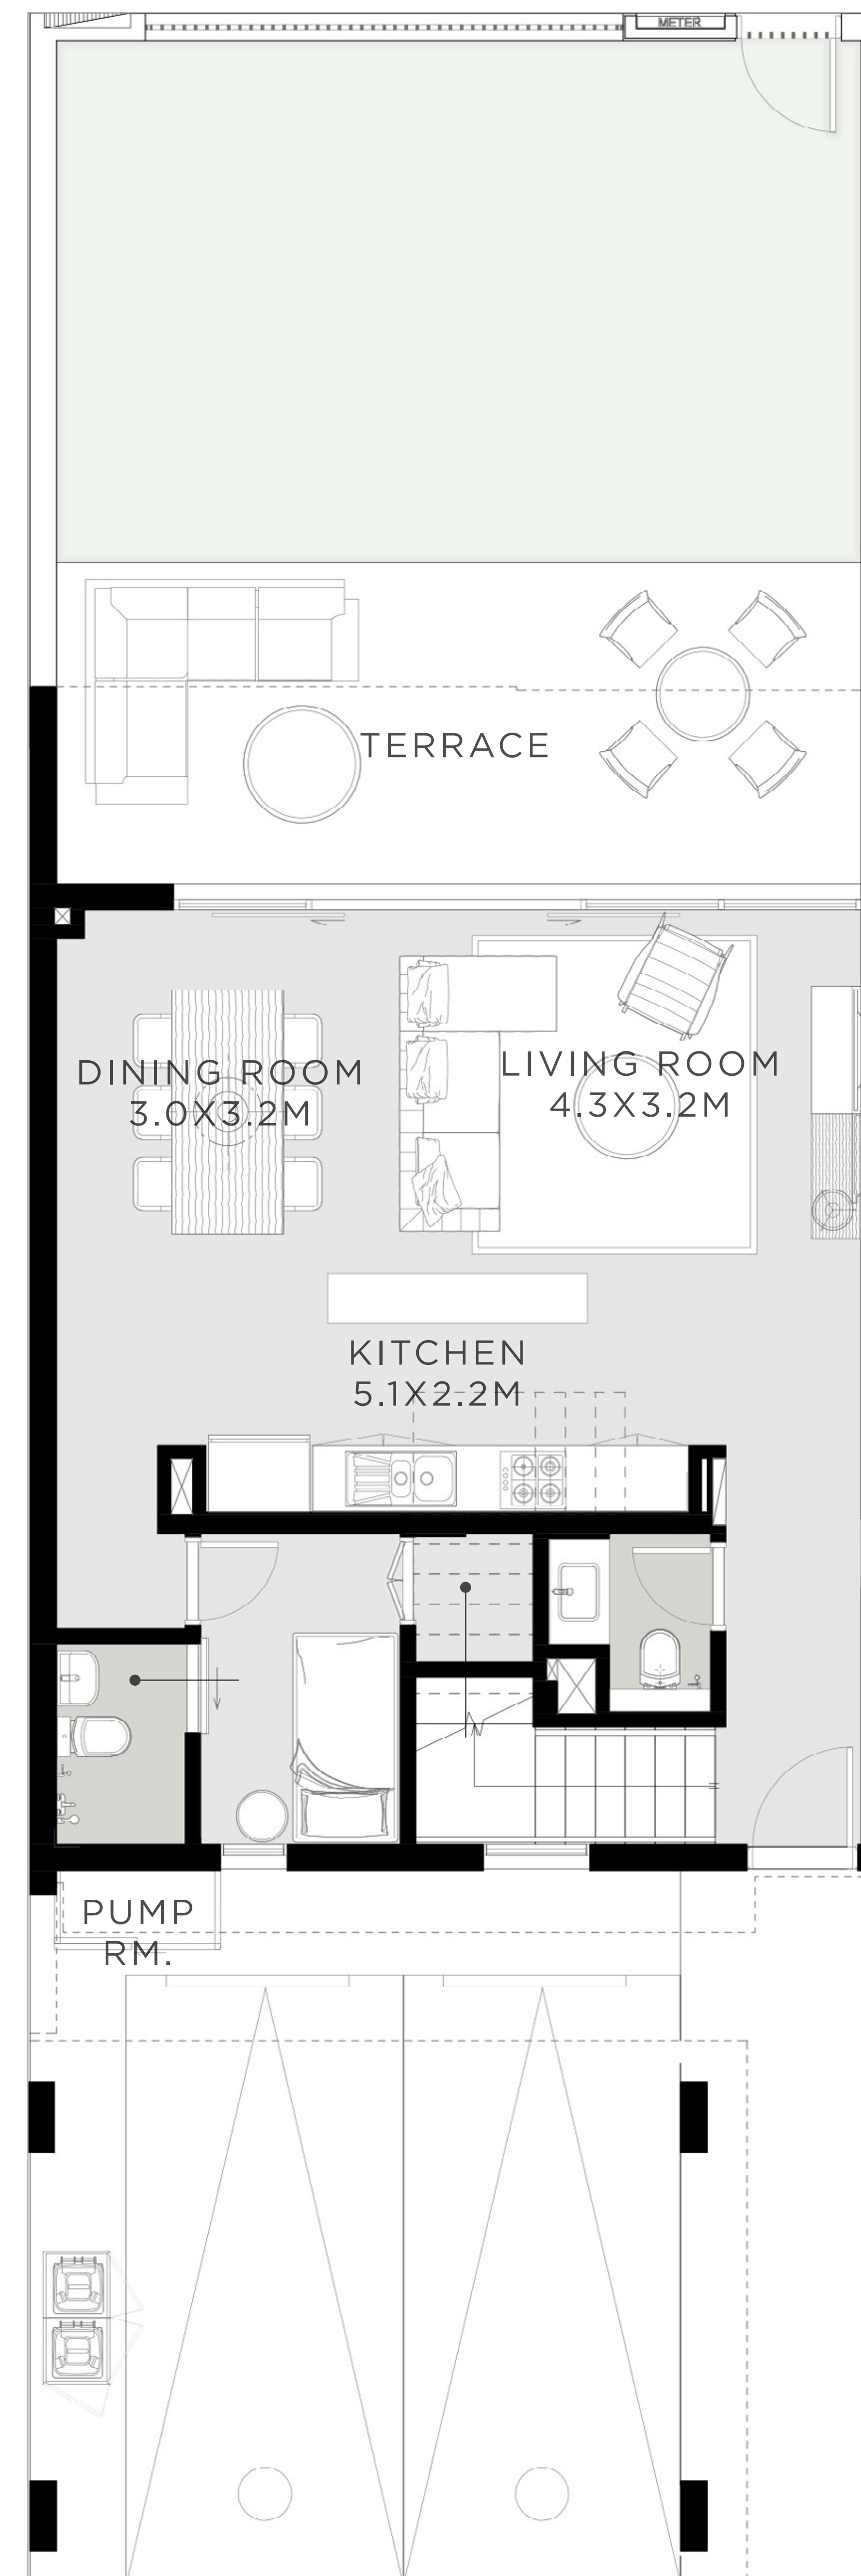 METER
TERRACE
DINING ROOM
3.0X3.2M
LIVING ROOM
4.3X3.2M
KITCHEN
5.1X2.2M
PUMP
RM.